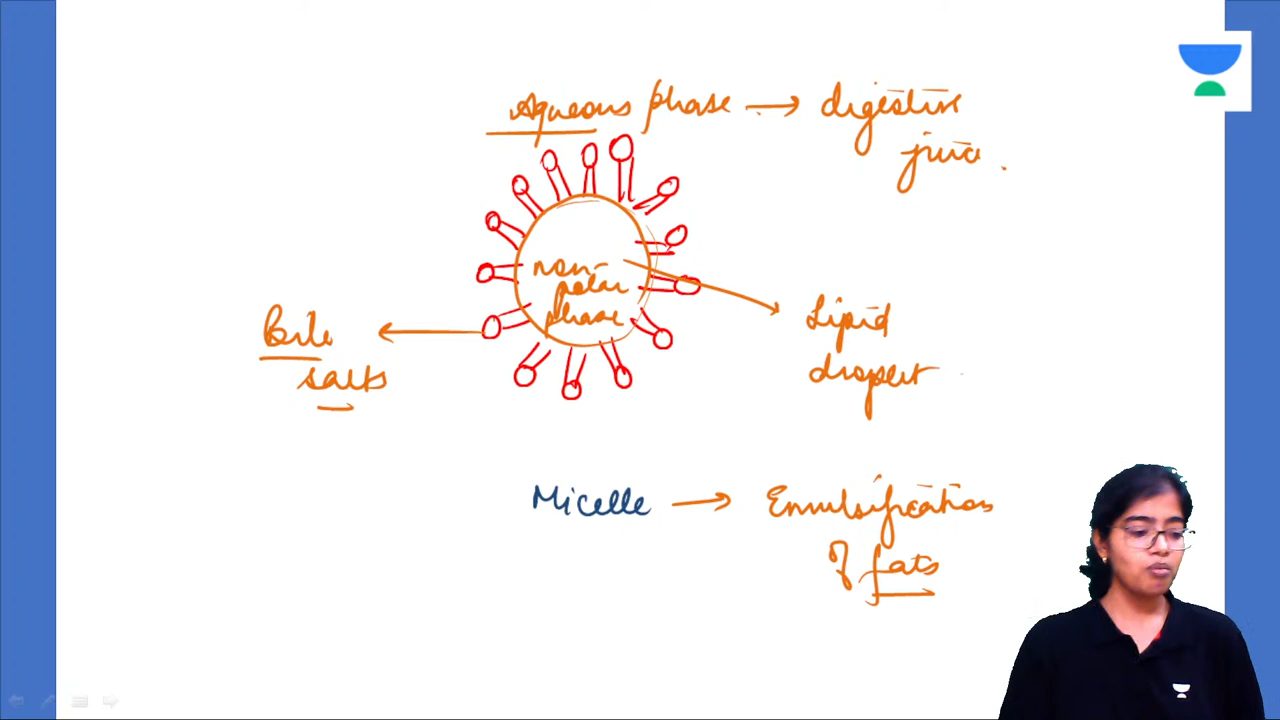 Aqueous phase → digestive
juice.
non-
polar
phase
Bile
salts
Lipid
droplet
Micelle → Emulsification
of fats